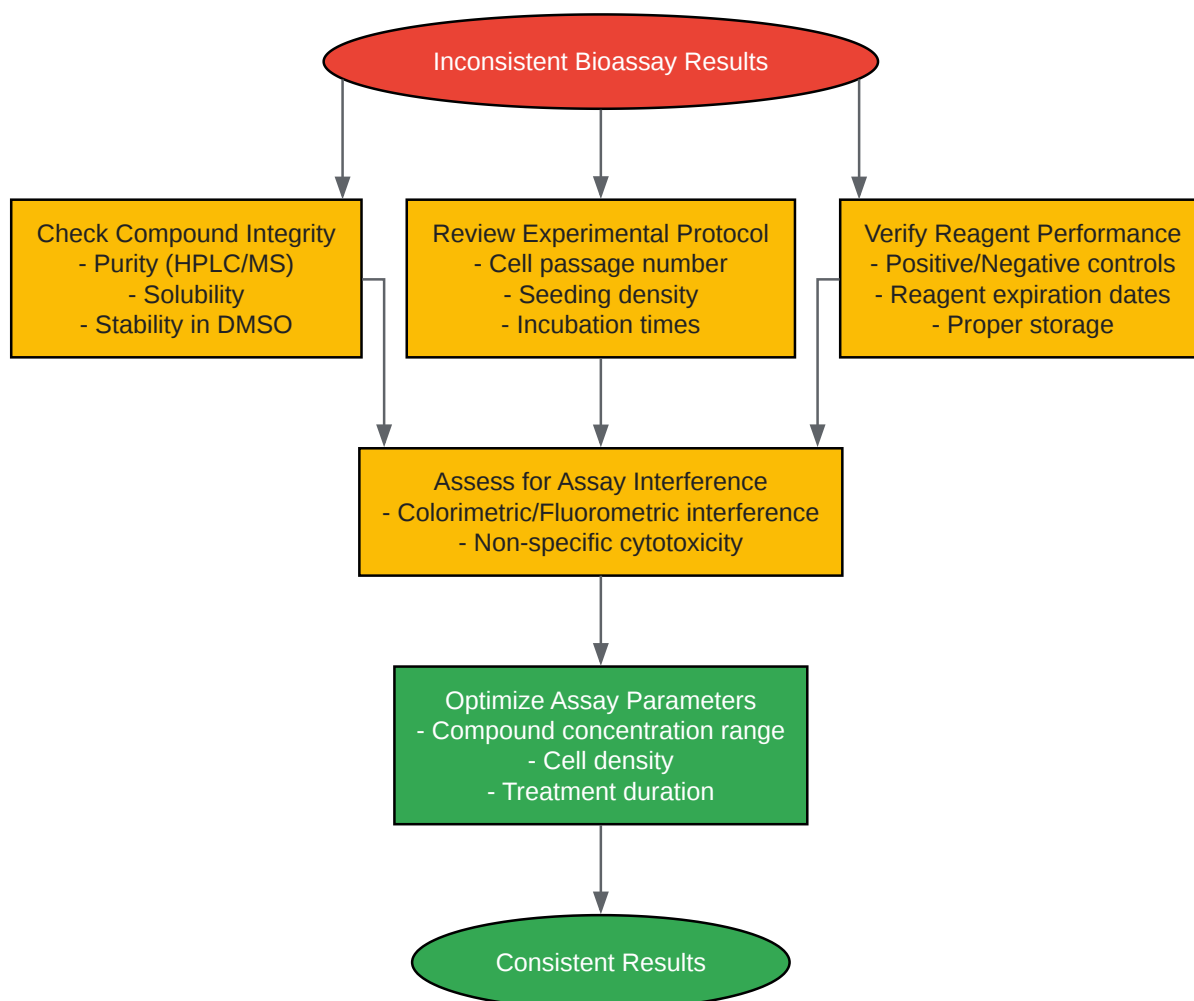 Inconsistent Bioassay Results
Check Compound Integrity
- Purity (HPLC/MS)
- Solubility
- Stability in DMSO
Review Experimental Protocol
- Cell passage number
- Seeding density
- Incubation times
Verify Reagent Performance
- Positive/Negative controls
- Reagent expiration dates
- Proper storage
Assess for Assay Interference
- Colorimetric/Fluorometric interference
- Non-specific cytotoxicity
Optimize Assay Parameters
- Compound concentration range
- Cell density
- Treatment duration
Consistent Results